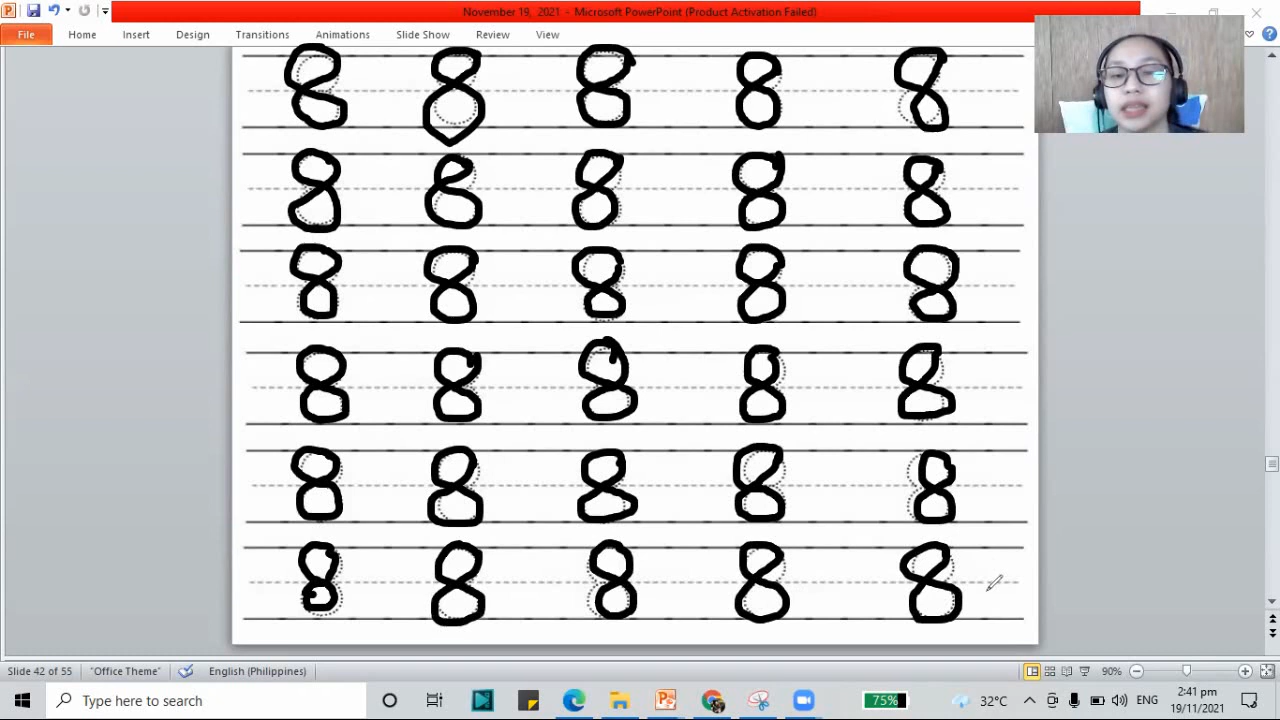 November 19, 2021 - Microsoft PowerPoint (Product Activation Failed)
File Home Insert Design Transitions Animations Slide Show Review View
8 8 8 8 8
8 8 8 8 8
8 8 8 8 8
8 8 8 8 8
8 8 8 8 8
8 8 8 8 8
Slide 42 of 55 "Office Theme" English (Philippines) 90%
Type here to search 75% 32°C ENG 2:41 pm
19/11/2021